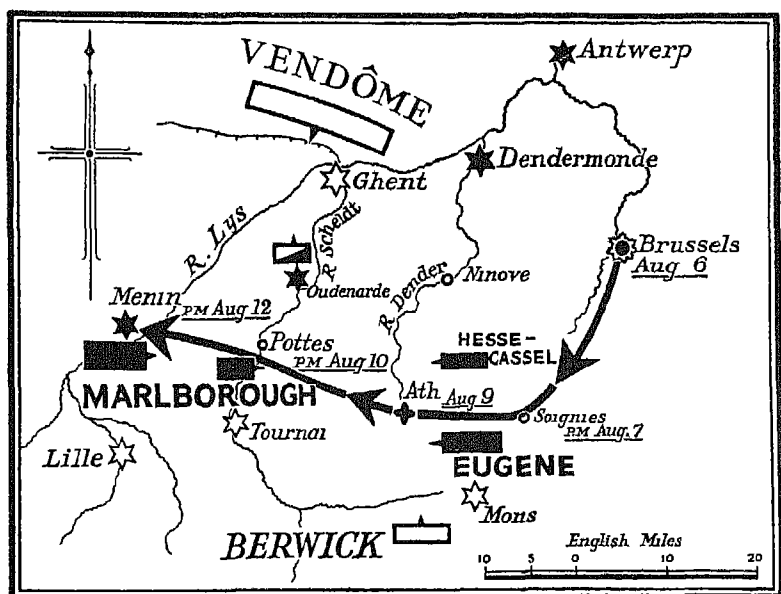 VENDÔME
Antwerp
Dendermonde
Ghent
R. Lys
R Scheldt
Brussels
Aug 6
Oudenarde
Ninove
R. Dender
Menin
PM Aug 12
Pottes
PM Aug 10
HESSE-
CASSEL
MARLBOROUGH
Ath
Aug 9
Soignies
PM Aug. 7
Tournai
Lille
EUGENE
Mons
BERWICK
English Miles
10 5 0 10 20